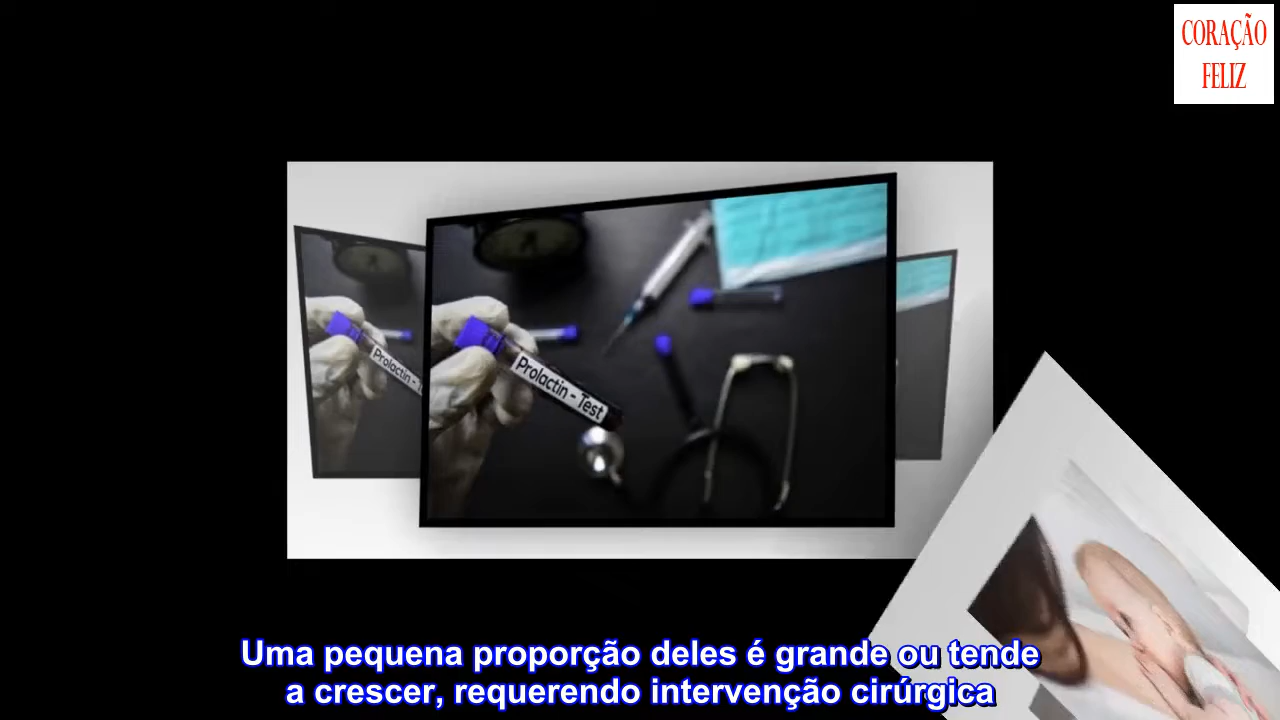 CORAÇÃO
FELIZ
Prolactin - Test
Prolactin - T
Uma pequena proporção deles é grande ou tende
a crescer, requerendo intervenção cirúrgica